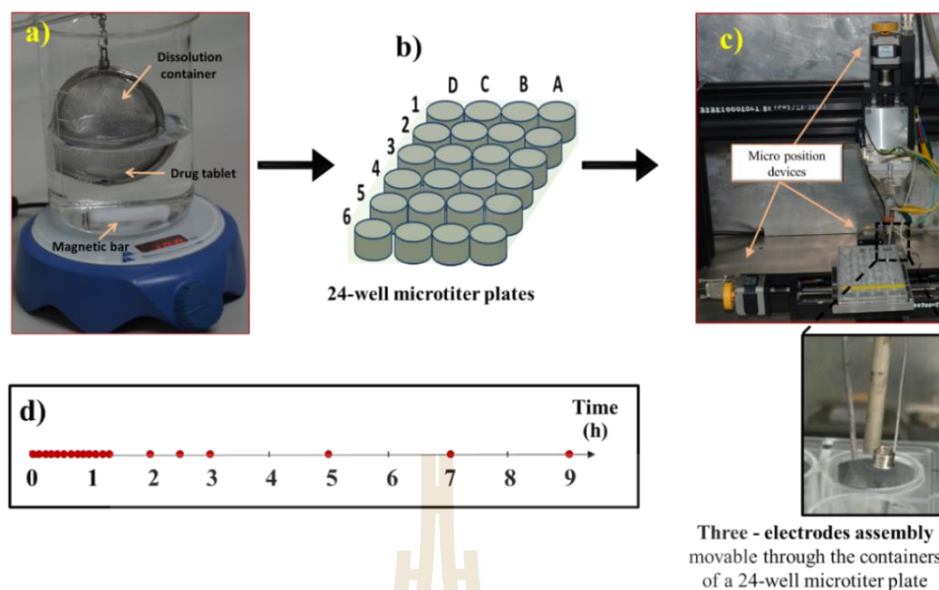 a)
Dissolution
container
Drug tablet
Magnetic bar
b)
D C B A
1
2
3
4
5
6
24-well microtiter plates
c)
Micro position
devices
Three - electrodes assembly
movable through the containers
of a 24-well microtiter plate
d)
Time
(h)
0 1 2 3 4 5 6 7 8 9